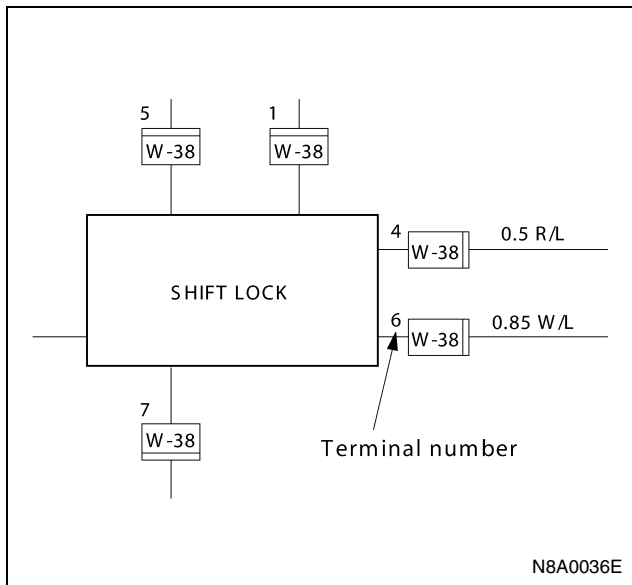 5 1
W-38 W-38
4 W-38 0.5 R/L
SHIFT LOCK
6 W-38 0.85 W/L
7
W-38
Terminal number
N8A0036E